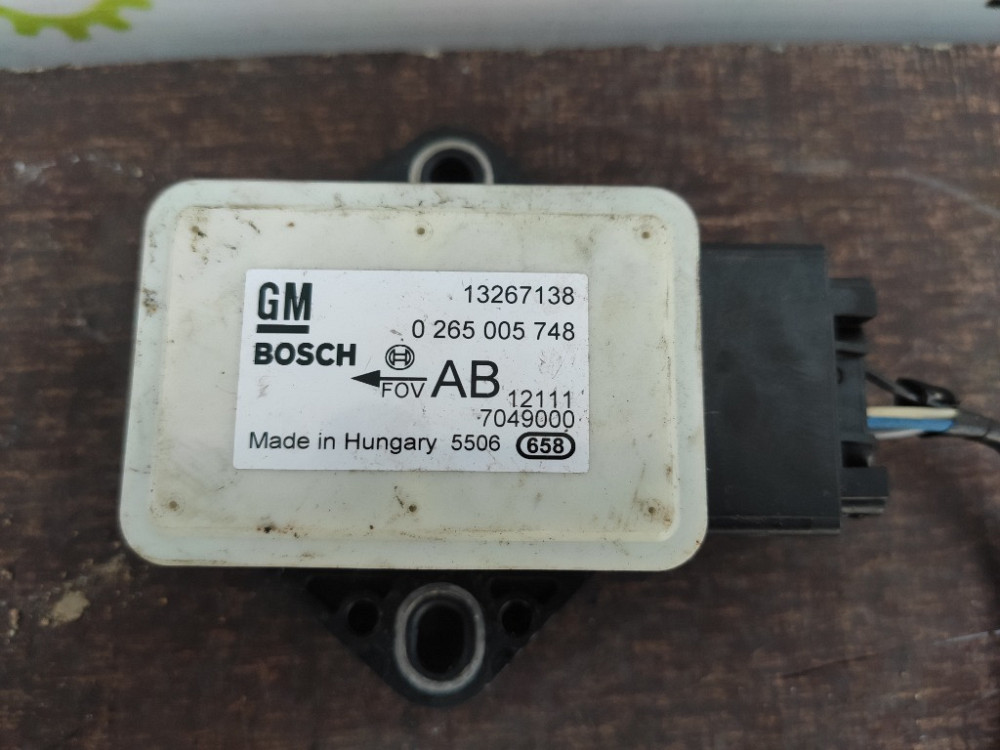 GM 13267138
0 265 005 748
BOSCH
FOV AB 12111
7049000
Made in Hungary 5506 658